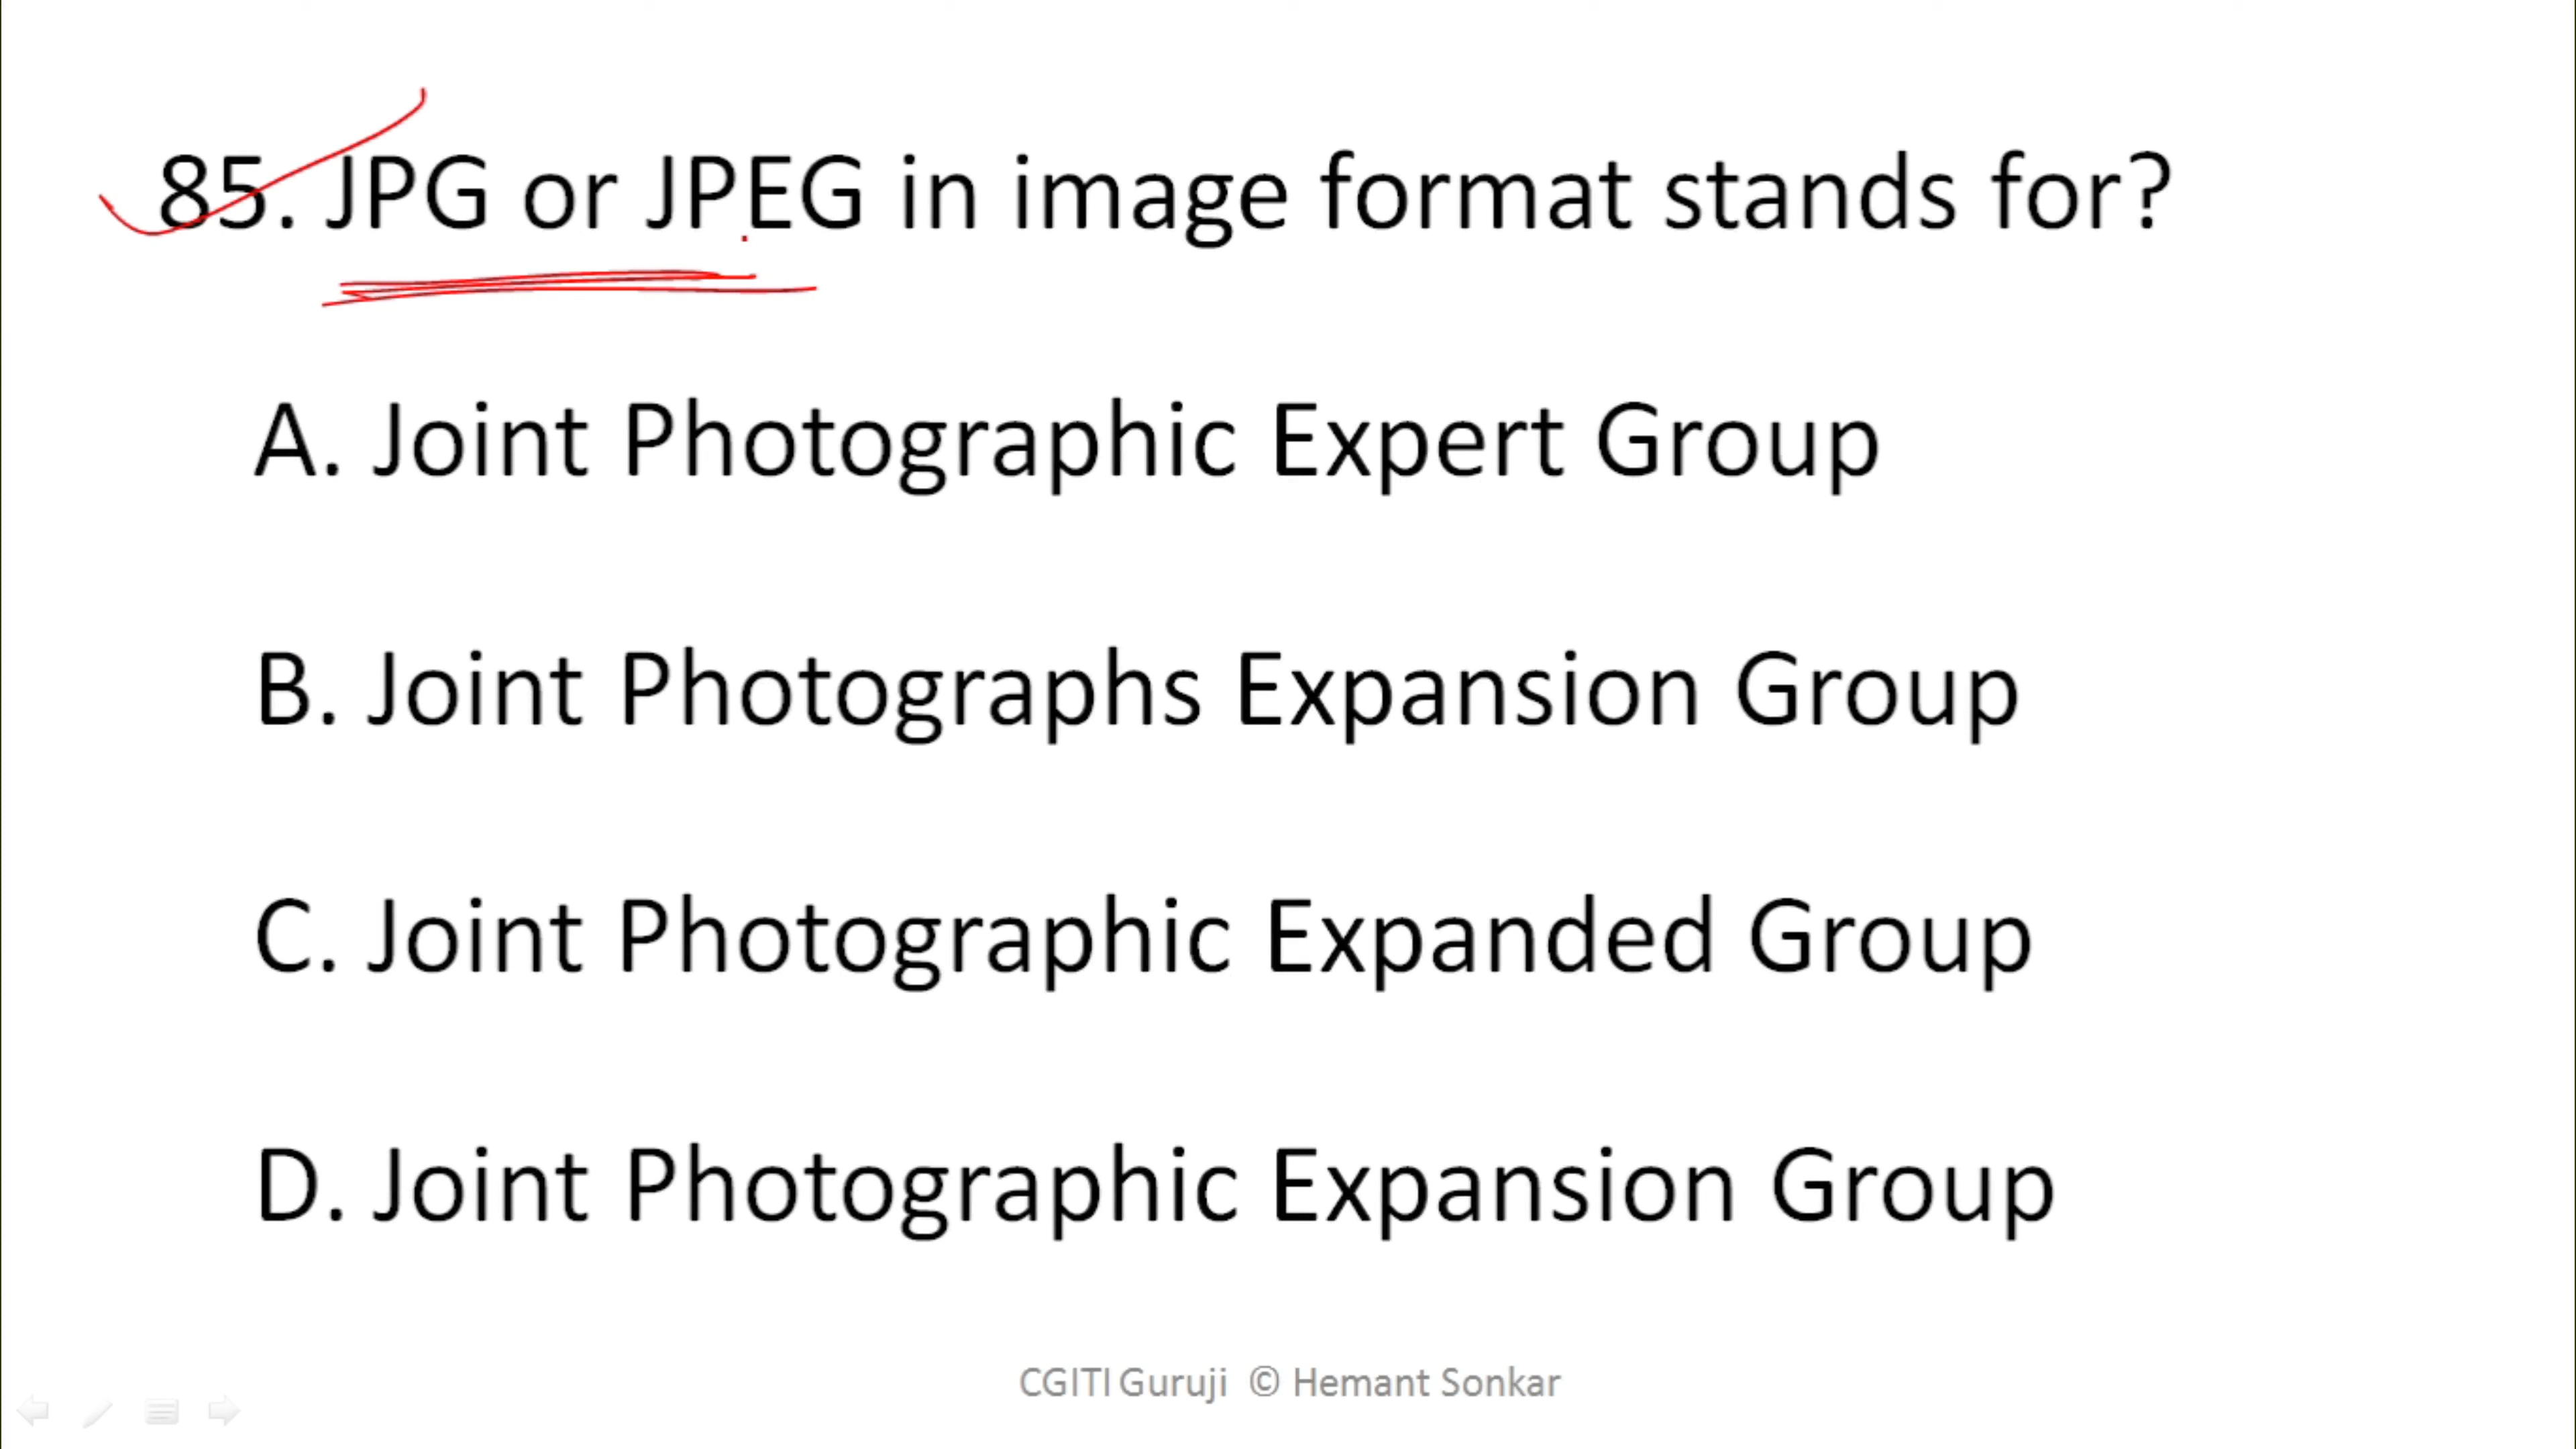 85. JPG or JPEG in image format stands for?
A. Joint Photographic Expert Group
B. Joint Photographs Expansion Group
C. Joint Photographic Expanded Group
D. Joint Photographic Expansion Group
CGITI Guruji © Hemant Sonkar